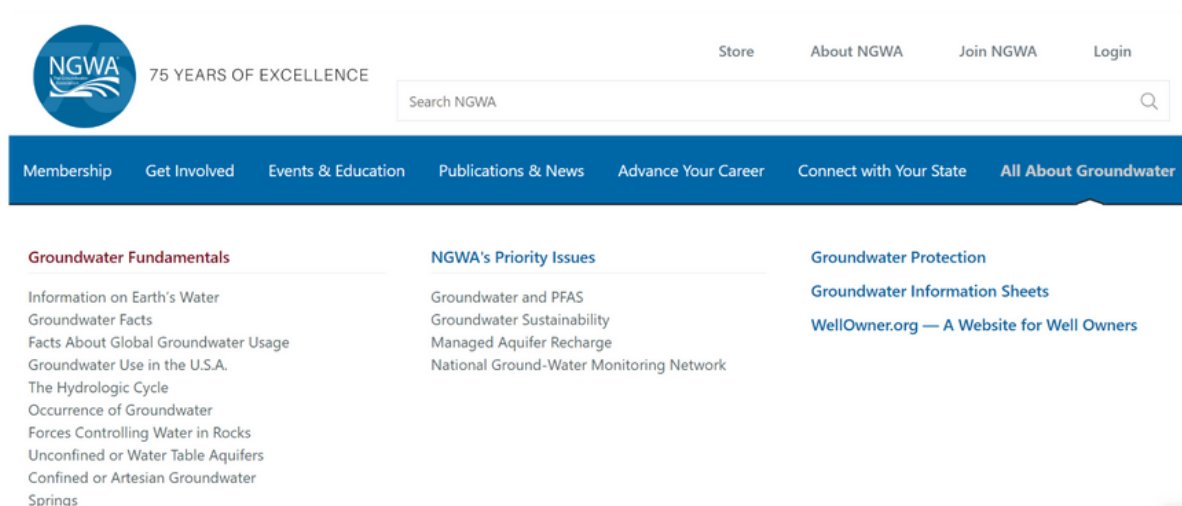 Store About NGWA Join NGWA Login
NGWA
75 YEARS OF EXCELLENCE
Search NGWA
Membership Get Involved Events & Education Publications & News Advance Your Career Connect with Your State All About Groundwater
Groundwater Fundamentals
Information on Earth's Water
Groundwater Facts
Facts About Global Groundwater Usage
Groundwater Use in the U.S.A.
The Hydrologic Cycle
Occurrence of Groundwater
Forces Controlling Water in Rocks
Unconfined or Water Table Aquifers
Confined or Artesian Groundwater
Springs
NGWA's Priority Issues
Groundwater and PFAS
Groundwater Sustainability
Managed Aquifer Recharge
National Ground-Water Monitoring Network
Groundwater Protection
Groundwater Information Sheets
WellOwner.org — A Website for Well Owners